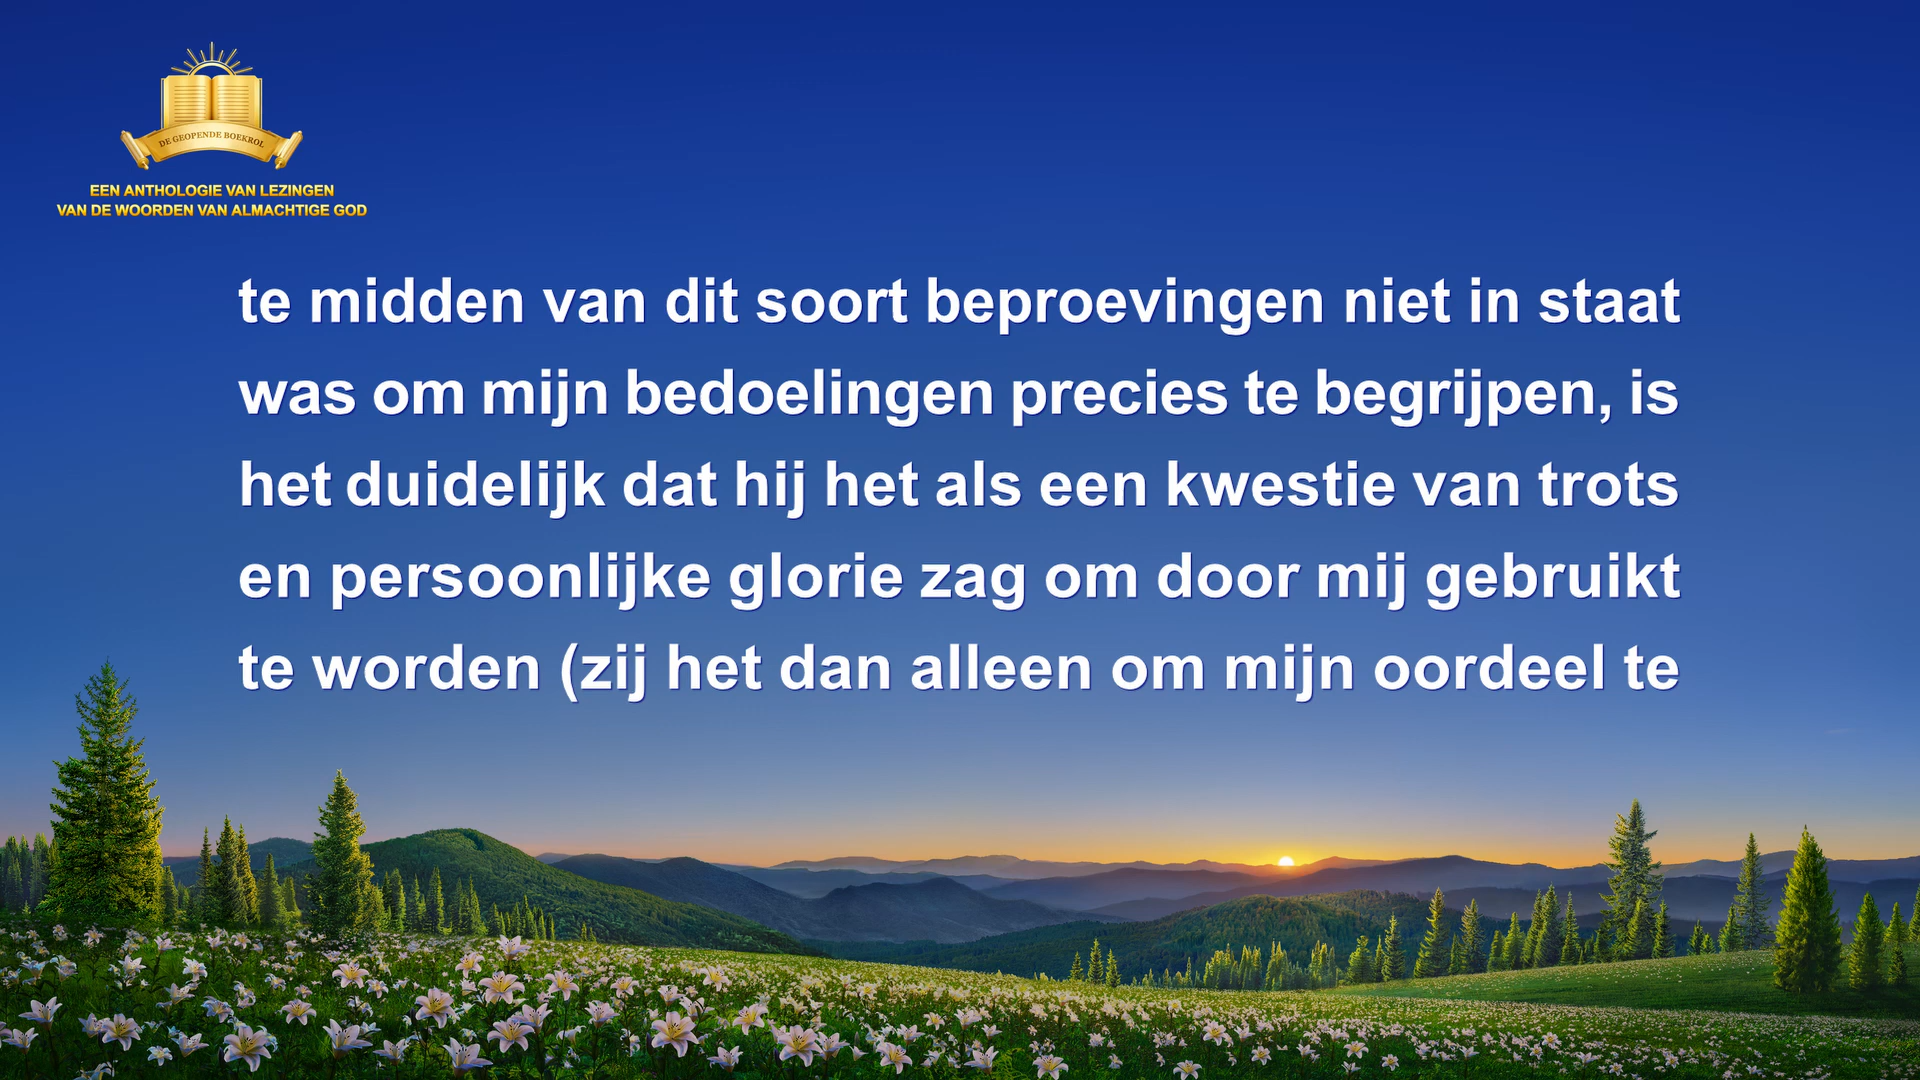 DE GEOPENDE BOEKROL
EEN ANTHOLOGIE VAN LEZINGEN
VAN DE WOORDEN VAN ALMACHTIGE GOD
te midden van dit soort beproevingen niet in staat
was om mijn bedoelingen precies te begrijpen, is
het duidelijk dat hij het als een kwestie van trots
en persoonlijke glorie zag om door mij gebruikt
te worden (zij het dan alleen om mijn oordeel te